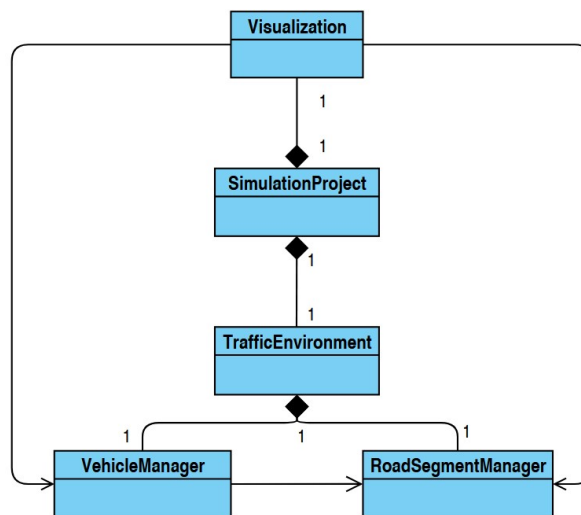 Visualization
1
1
SimulationProject
1
1
TrafficEnvironment
1 1 1
VehicleManager RoadSegmentManager